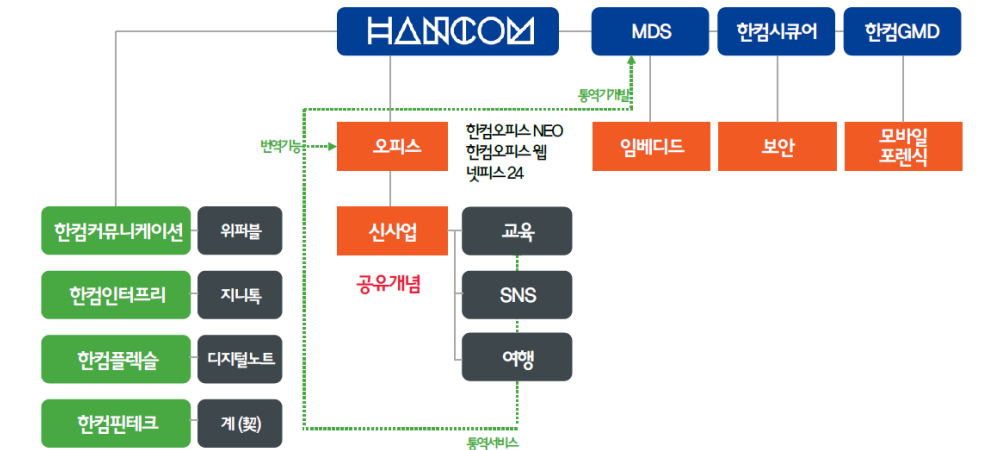 HANCOM
MDS
한컴시큐어
한컴GMD
통역기개발
번역기능
오피스
한컴오피스 NEO
한컴오피스 웹
넷피스 24
임베디드
보안
모바일
포렌식
한컴커뮤니케이션
위퍼블
신사업
교육
공유개념
한컴인터프리
지니톡
SNS
한컴플렉슬
디지털노트
여행
한컴핀테크
계 (契)
통역서비스